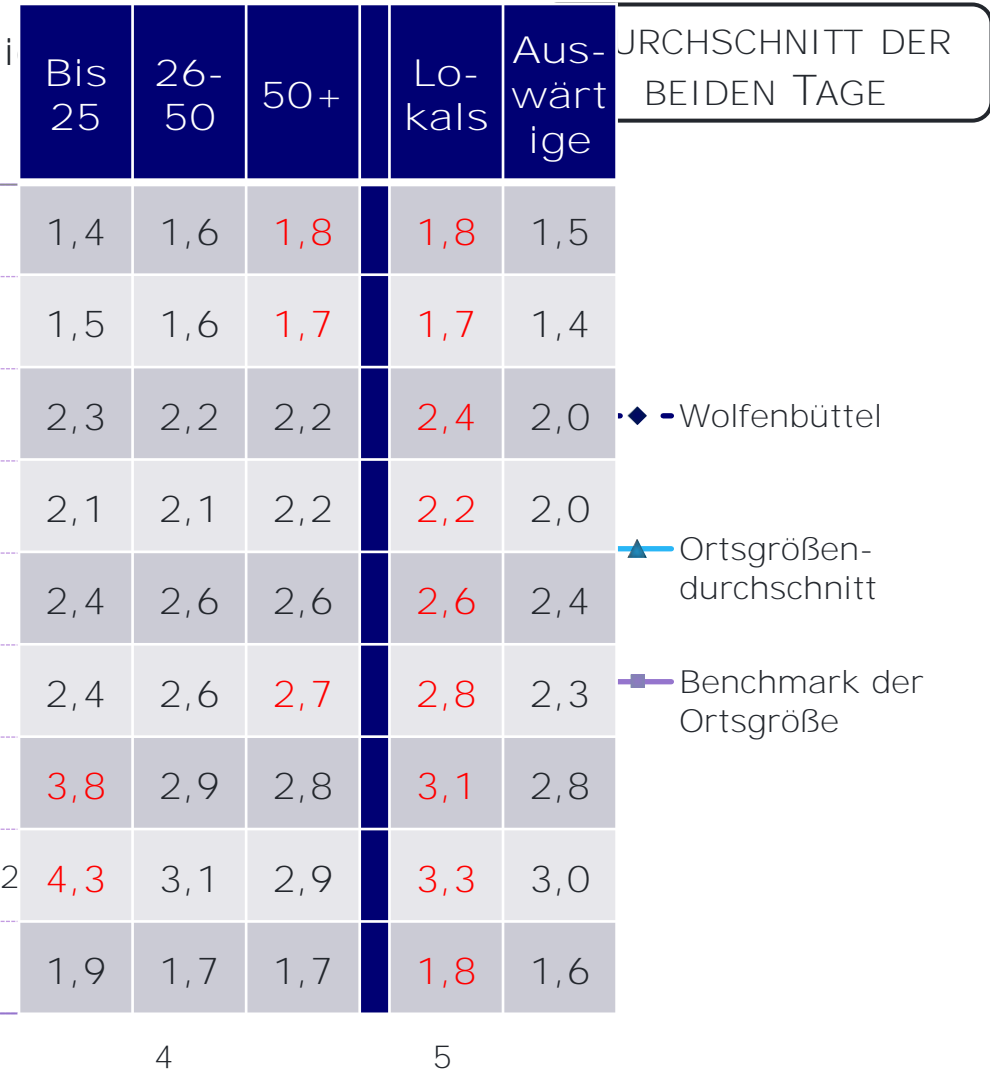 Bis 25 26-50 50+ Lo-kals Aus-wärtige
URCHSCHNITT DER
BEIDEN TAGE
1,4 1,6 1,8 1,8 1,5
1,5 1,6 1,7 1,7 1,4
2,3 2,2 2,2 2,4 2,0
Wolfenbüttel
2,1 2,1 2,2 2,2 2,0
Ortsgrößen-
durchschnitt
2,4 2,6 2,6 2,6 2,4
2,4 2,6 2,7 2,8 2,3
Benchmark der
Ortsgröße
3,8 2,9 2,8 3,1 2,8
2 4,3 3,1 2,9 3,3 3,0
1,9 1,7 1,7 1,8 1,6
4 5